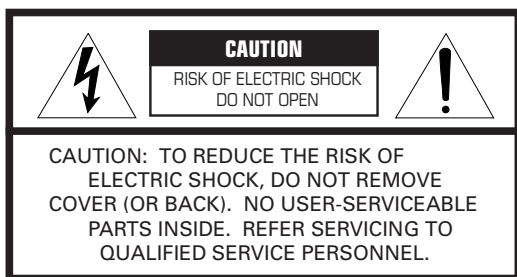 CAUTION
RISK OF ELECTRIC SHOCK
DO NOT OPEN
CAUTION: TO REDUCE THE RISK OF
ELECTRIC SHOCK, DO NOT REMOVE
COVER (OR BACK). NO USER-SERVICEABLE
PARTS INSIDE. REFER SERVICING TO
QUALIFIED SERVICE PERSONNEL.